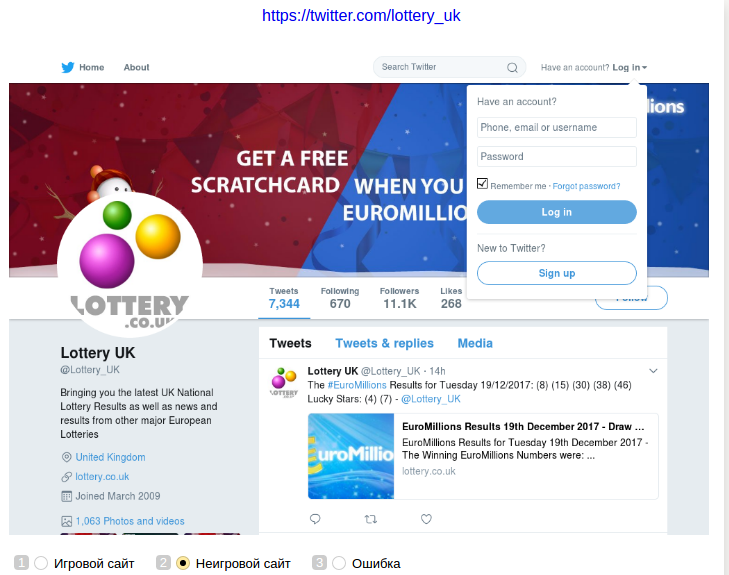 https://twitter.com/lottery_uk
Home About Search Twitter Have an account? Log in
Have an account?
Phone, email or username
Password
Remember me · Forgot password?
Log in
New to Twitter?
Sign up
GET A FREE
SCRATCHCARD WHEN YOU
EUROMILLIO
ions
LOTTERY
.CO.UK
Tweets Following Followers Likes
7,344 670 11.1K 268
Lottery UK
@Lottery_UK
Bringing you the latest UK National
Lottery Results as well as news and
results from other major European
Lotteries
United Kingdom
lottery.co.uk
Joined March 2009
1,063 Photos and videos
Tweets Tweets & replies Media
Lottery UK @Lottery_UK · 14h
The #EuroMillions Results for Tuesday 19/12/2017: (8) (15) (30) (38) (46)
Lucky Stars: (4) (7) - @Lottery_UK
LOTTERY
uroMillio
EuroMillions Results 19th December 2017 - Draw ...
EuroMillions Results for Tuesday 19th December 2017 -
The Winning EuroMillions Numbers were: ...
lottery.co.uk
1 Игровой сайт 2 Неигровой сайт 3 Ошибка